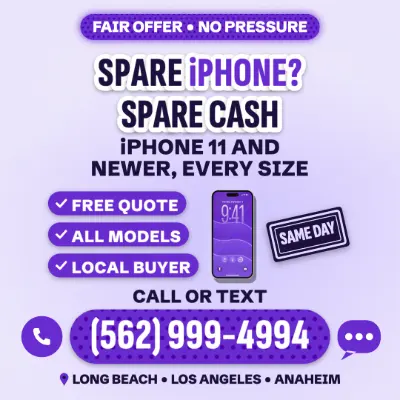 FAIR OFFER • NO PRESSURE
SPARE iPHONE?
SPARE CASH
iPHONE 11 AND
NEWER, EVERY SIZE
FREE QUOTE
ALL MODELS
LOCAL BUYER
9:41
SAME DAY
CALL OR TEXT
(562) 999-4994
LONG BEACH • LOS ANGELES • ANAHEIM